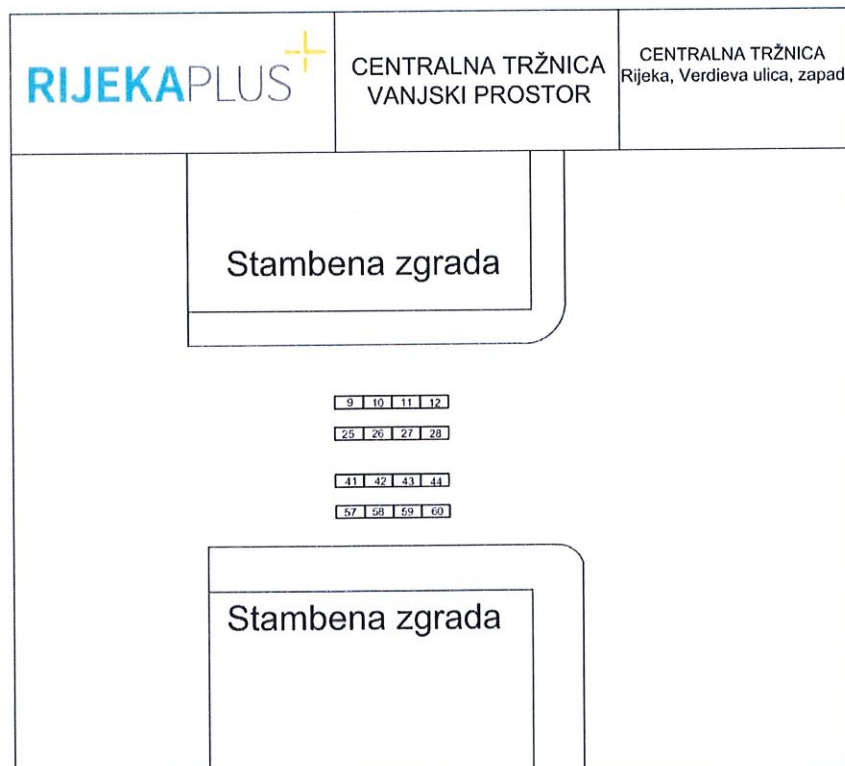 RIJEKAPLUS
CENTRALNA TRŽNICA
VANJSKI PROSTOR
CENTRALNA TRŽNICA
Rijeka, Verdieva ulica, zapad
Stambena zgrada
9 10 11 12
25 26 27 28
41 42 43 44
57 58 59 60
Stambena zgrada